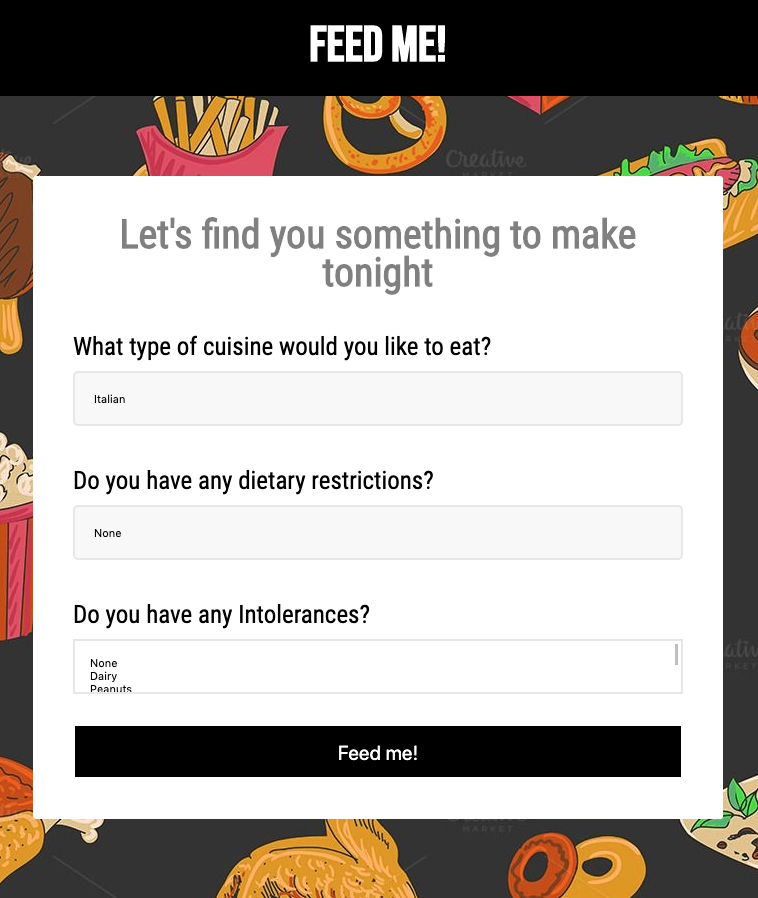 FEED ME!
Creative
MARKET
Let's find you something to make
tonight
What type of cuisine would you like to eat?
Italian
Do you have any dietary restrictions?
None
Do you have any Intolerances?
None
Dairy
Peanuts
Feed me!
MARKET